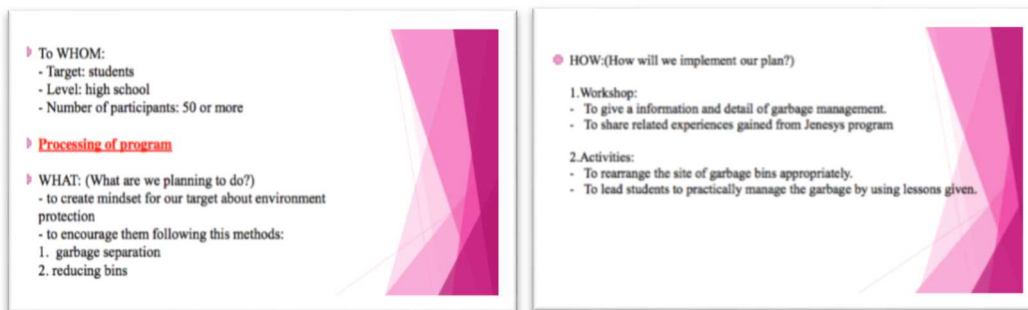 To WHOM:
- Target: students
- Level: high school
- Number of participants: 50 or more
Processing of program
WHAT: (What are we planning to do?)
- to create mindset for our target about environment
protection
- to encourage them following this methods:
1. garbage separation
2. reducing bins
HOW:(How will we implement our plan?)
1.Workshop:
- To give a information and detail of garbage management.
- To share related experiences gained from Jenesys program
2.Activities:
- To rearrange the site of garbage bins appropriately.
- To lead students to practically manage the garbage by using lessons given.